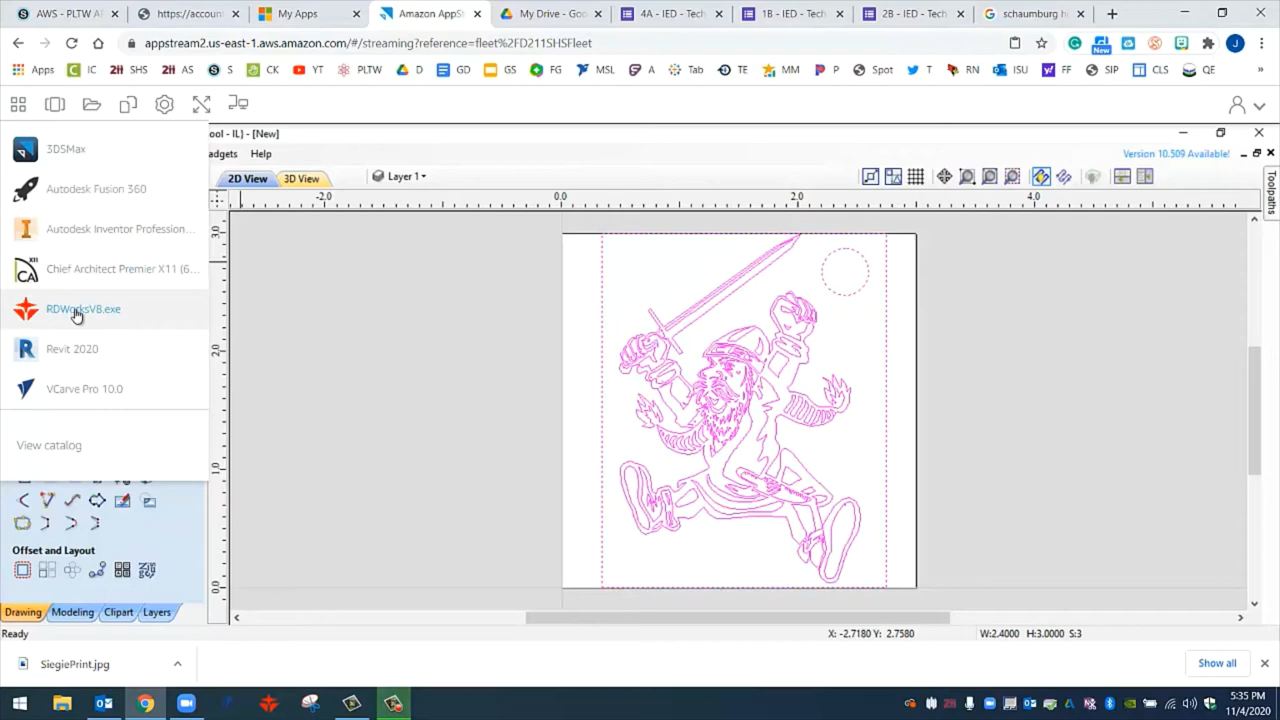 AWS - PLTW AP
https://account
My Apps
Amazon AppSt
My Drive - Goo
4A - IED - Tech
1B - IED - Tech
2B - IED - Tech
schaumburg hi
appstream2.us-east-1.aws.amazon.com/#/streaming?reference=fleet%2FD211SHSFleet
New
J
Apps IC SHS AS S CK YT PLTW D GD GS FG MSL A Tab TE MM P Spot T RN ISU FF SIP CLS QE »
ool - IL} - [New]
3DSMax
adgets Help
Version 10.509 Available!
2D View 3D View Layer 1
Autodesk Fusion 360
-2.0 0.0 2.0 4.0
Toolpaths
Autodesk Inventor Profession...
3.0
Chief Architect Premier X11 (6...
RDWorksV8.exe
Revit 2020
2.0
VCarve Pro 10.0
View catalog
1.0
Offset and Layout
0.0
Drawing Modeling Clipart Layers
Ready
X: -2.7180 Y: 2.7580
W:2.4000 H:3.0000 S:3
SiegiePrint.jpg
Show all
5:35 PM
11/4/2020